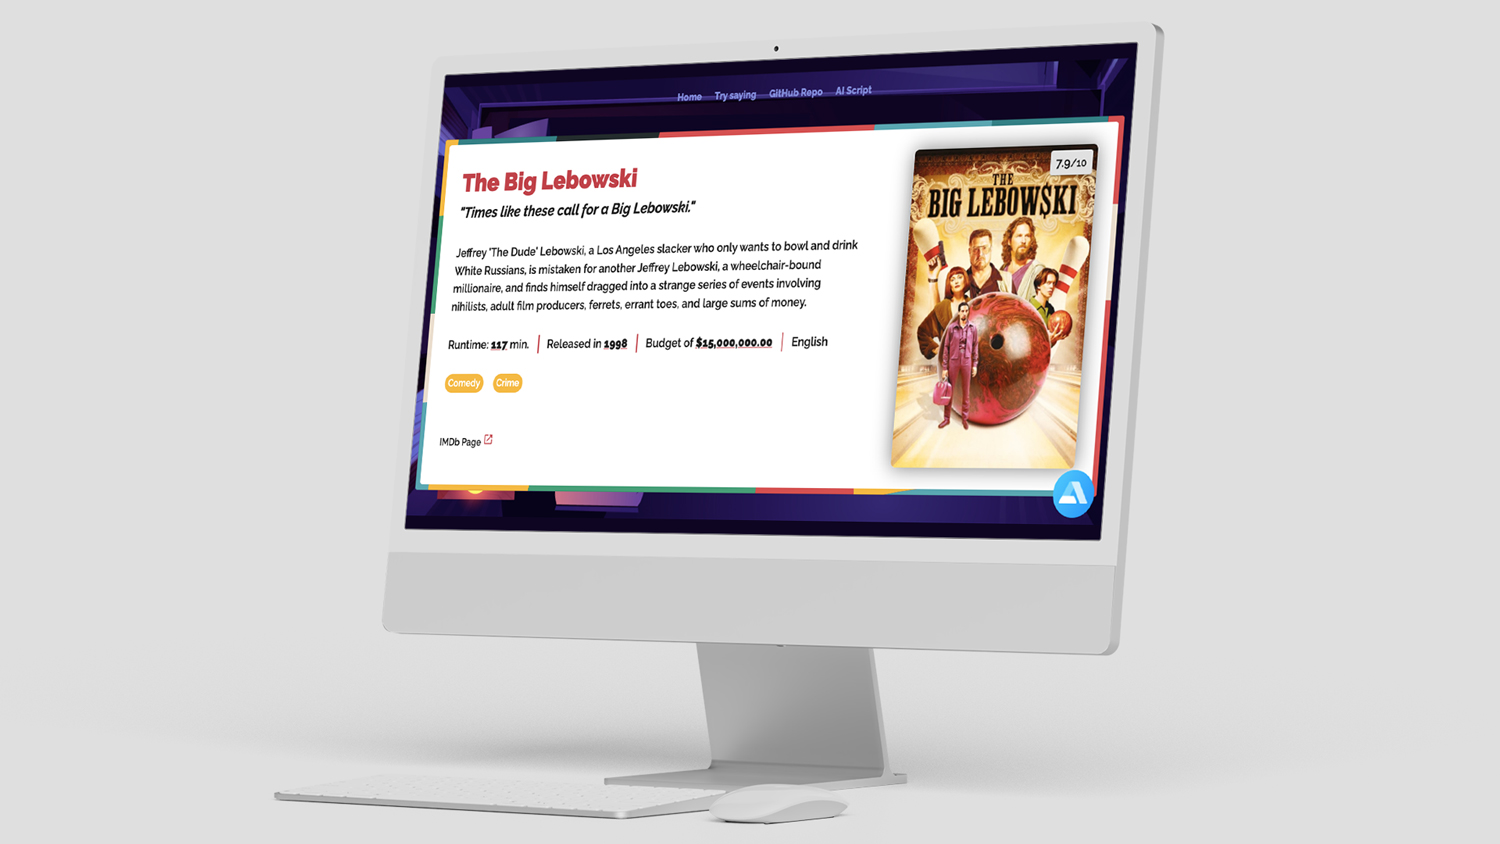 Home Try saying GitHub Repo AI Script
The Big Lebowski
"Times like these call for a Big Lebowski."
Jeffrey 'The Dude' Lebowski, a Los Angeles slacker who only wants to bowl and drink
White Russians, is mistaken for another Jeffrey Lebowski, a wheelchair-bound
millionaire, and finds himself dragged into a strange series of events involving
nihilists, adult film producers, ferrets, errant toes, and large sums of money.
Runtime: 117 min. Released in 1998 Budget of $15,000,000.00 English
Comedy Crime
IMDb Page
7.9/10
THE
BIG LEBOW$KI